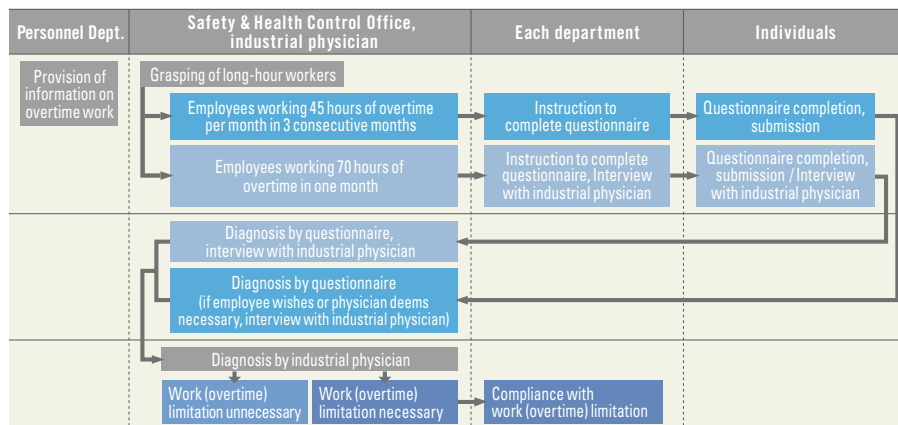 Personnel Dept.
Safety & Health Control Office,
industrial physician
Each department
Individuals
Provision of
information on
overtime work
Grasping of long-hour workers
Employees working 45 hours of overtime
per month in 3 consecutive months
Instruction to
complete questionnaire
Questionnaire completion,
submission
Employees working 70 hours of
overtime in one month
Instruction to complete
questionnaire, Interview
with industrial physician
Questionnaire completion,
submission / Interview
with industrial physician
Diagnosis by questionnaire,
interview with industrial physician
Diagnosis by questionnaire
(if employee wishes or physician deems
necessary, interview with industrial physician)
Diagnosis by industrial physician
Work (overtime)
limitation unnecessary
Work (overtime)
limitation necessary
Compliance with
work (overtime) limitation